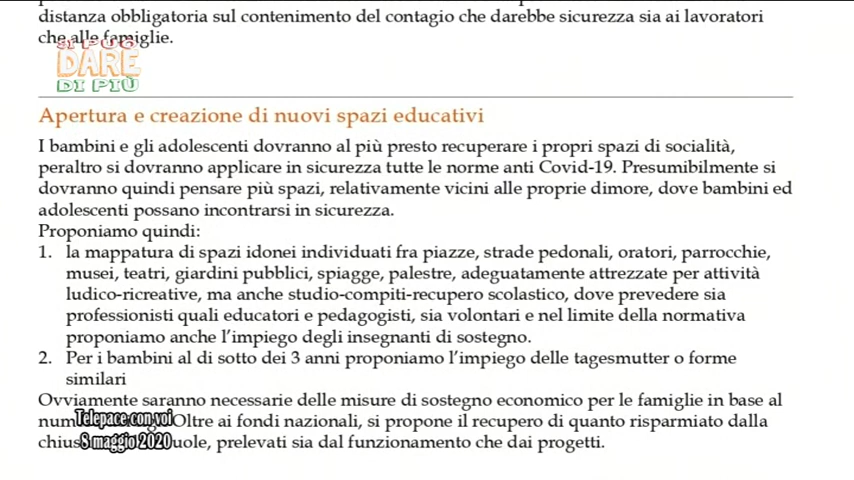 distanza obbligatoria sul contenimento del contagio che darebbe sicurezza sia ai lavoratori
che alle famiglie.
SI PUÒ
DARE
DI PIÙ
Apertura e creazione di nuovi spazi educativi
I bambini e gli adolescenti dovranno al più presto recuperare i propri spazi di socialità,
peraltro si dovranno applicare in sicurezza tutte le norme anti Covid-19. Presumibilmente si
dovranno quindi pensare più spazi, relativamente vicini alle proprie dimore, dove bambini ed
adolescenti possano incontrarsi in sicurezza.
Proponiamo quindi:
1. la mappatura di spazi idonei individuati fra piazze, strade pedonali, oratori, parrocchie,
musei, teatri, giardini pubblici, spiagge, palestre, adeguatamente attrezzate per attività
ludico-ricreative, ma anche studio-compiti-recupero scolastico, dove prevedere sia
professionisti quali educatori e pedagogisti, sia volontari e nel limite della normativa
proponiamo anche l'impiego degli insegnanti di sostegno.
2. Per i bambini al di sotto dei 3 anni proponiamo l'impiego delle tagesmutter o forme
similari
Ovviamente saranno necessarie delle misure di sostegno economico per le famiglie in base al
Oltre ai fondi nazionali, si propone il recupero di quanto risparmiato dalla
prelevati sia dal funzionamento che dai progetti.
Telepace con voi
8 maggio 2020